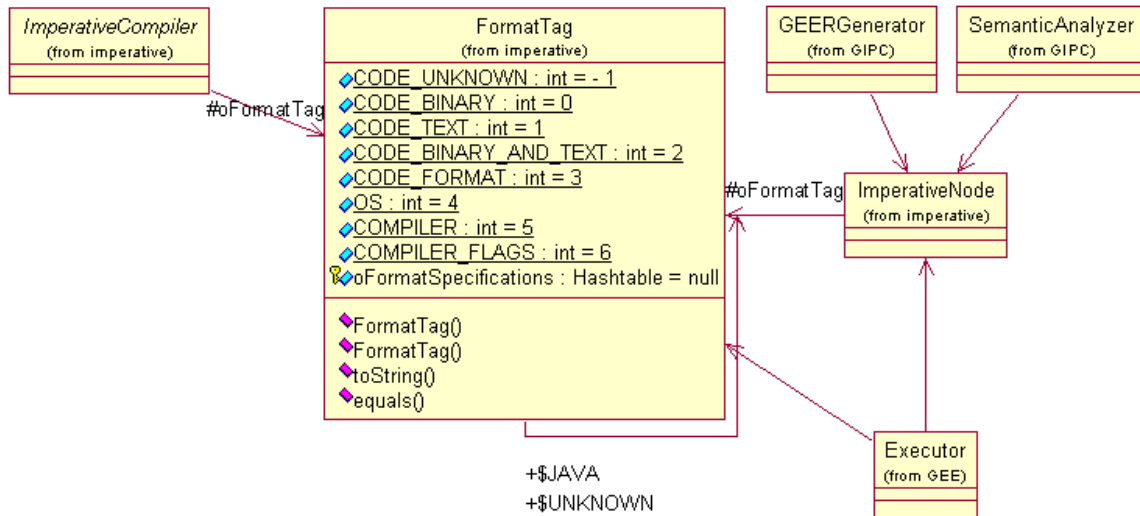 ImperativeCompiler
(from imperative)
#oFormatTag
FormatTag
(from imperative)
CODE_UNKNOWN : int = - 1
CODE_BINARY : int = 0
CODE_TEXT : int = 1
CODE_BINARY_AND_TEXT : int = 2
CODE_FORMAT : int = 3
OS : int = 4
COMPILER : int = 5
COMPILER_FLAGS : int = 6
oFormatSpecifications : Hashtable = null
FormatTag()
FormatTag()
toString()
equals()
+$JAVA
+$UNKNOWN
GEERGenerator
(from GIPC)
SemanticAnalyzer
(from GIPC)
#oFormatTag
ImperativeNode
(from imperative)
Executor
(from GEE)